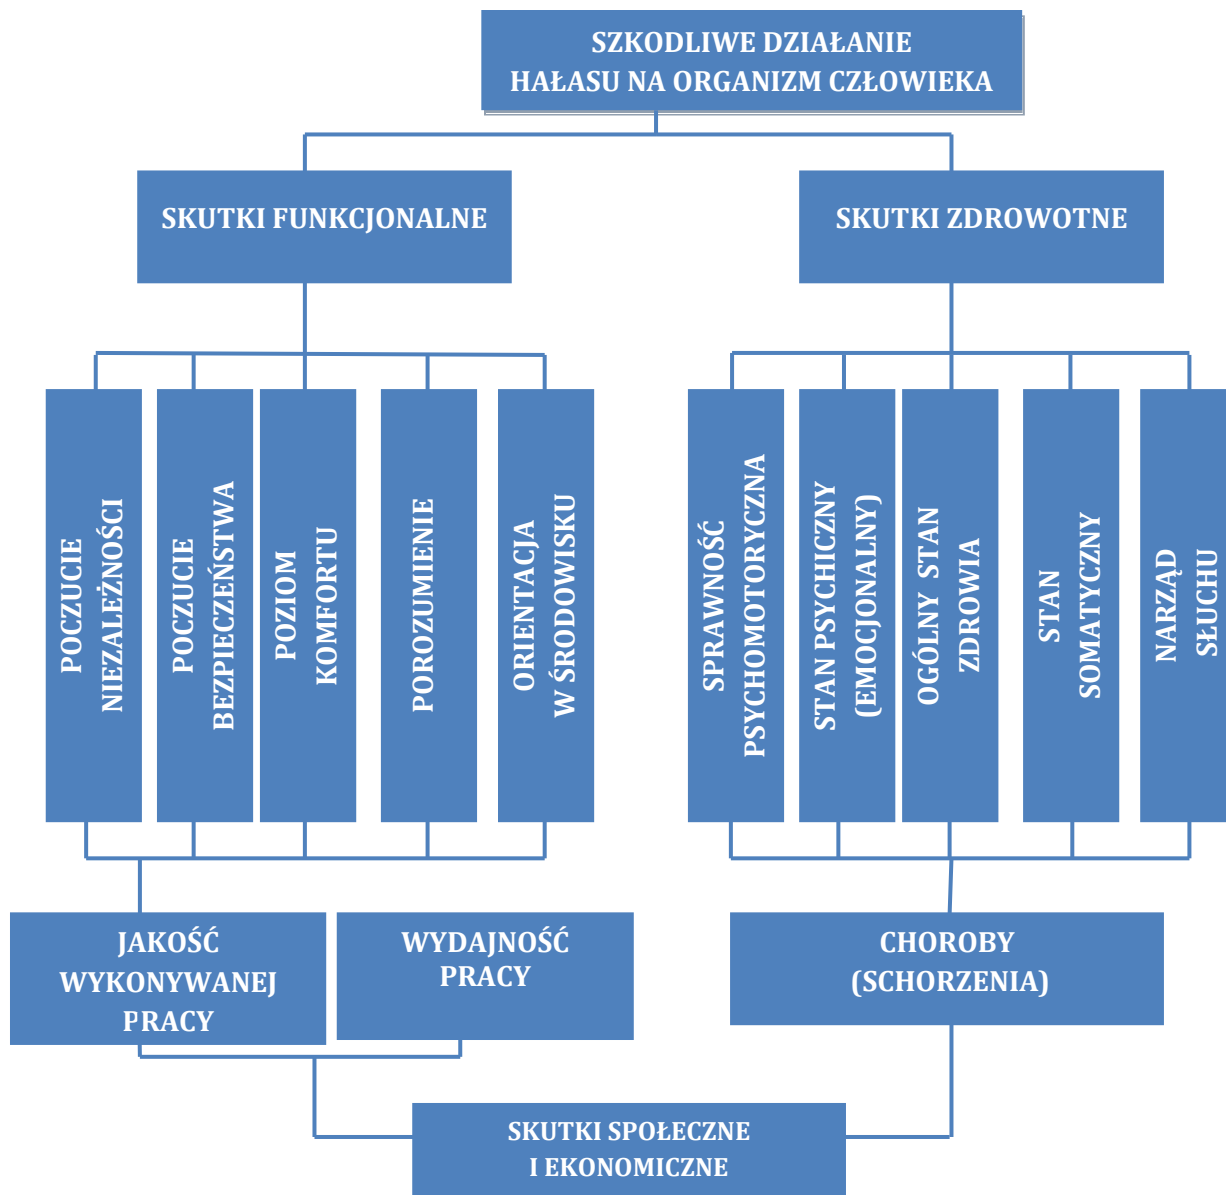 SZKODLIWE DZIAŁANIE
HAŁASU NA ORGANIZM CZŁOWIEKA
SKUTKI FUNKCJONALNE
SKUTKI ZDROWOTNE
POCZUCIE
NIEZALEŻNOŚCI
POCZUCIE
BEZPIECZEŃSTWA
POZIOM
KOMFORTU
POROZUMIENIE
ORIENTACJA
W ŚRODOWISKU
SPRAWNOŚĆ
PSYCHOMOTORYCZNA
STAN PSYCHICZNY
(EMOCJONALNY)
OGÓLNY STAN
ZDROWIA
STAN
SOMATYCZNY
NARZĄD
SŁUCHU
JAKOŚĆ
WYKONYWANEJ
PRACY
WYDAJNOŚĆ
PRACY
CHOROBY
(SCHORZENIA)
SKUTKI SPOŁECZNE
I EKONOMICZNE